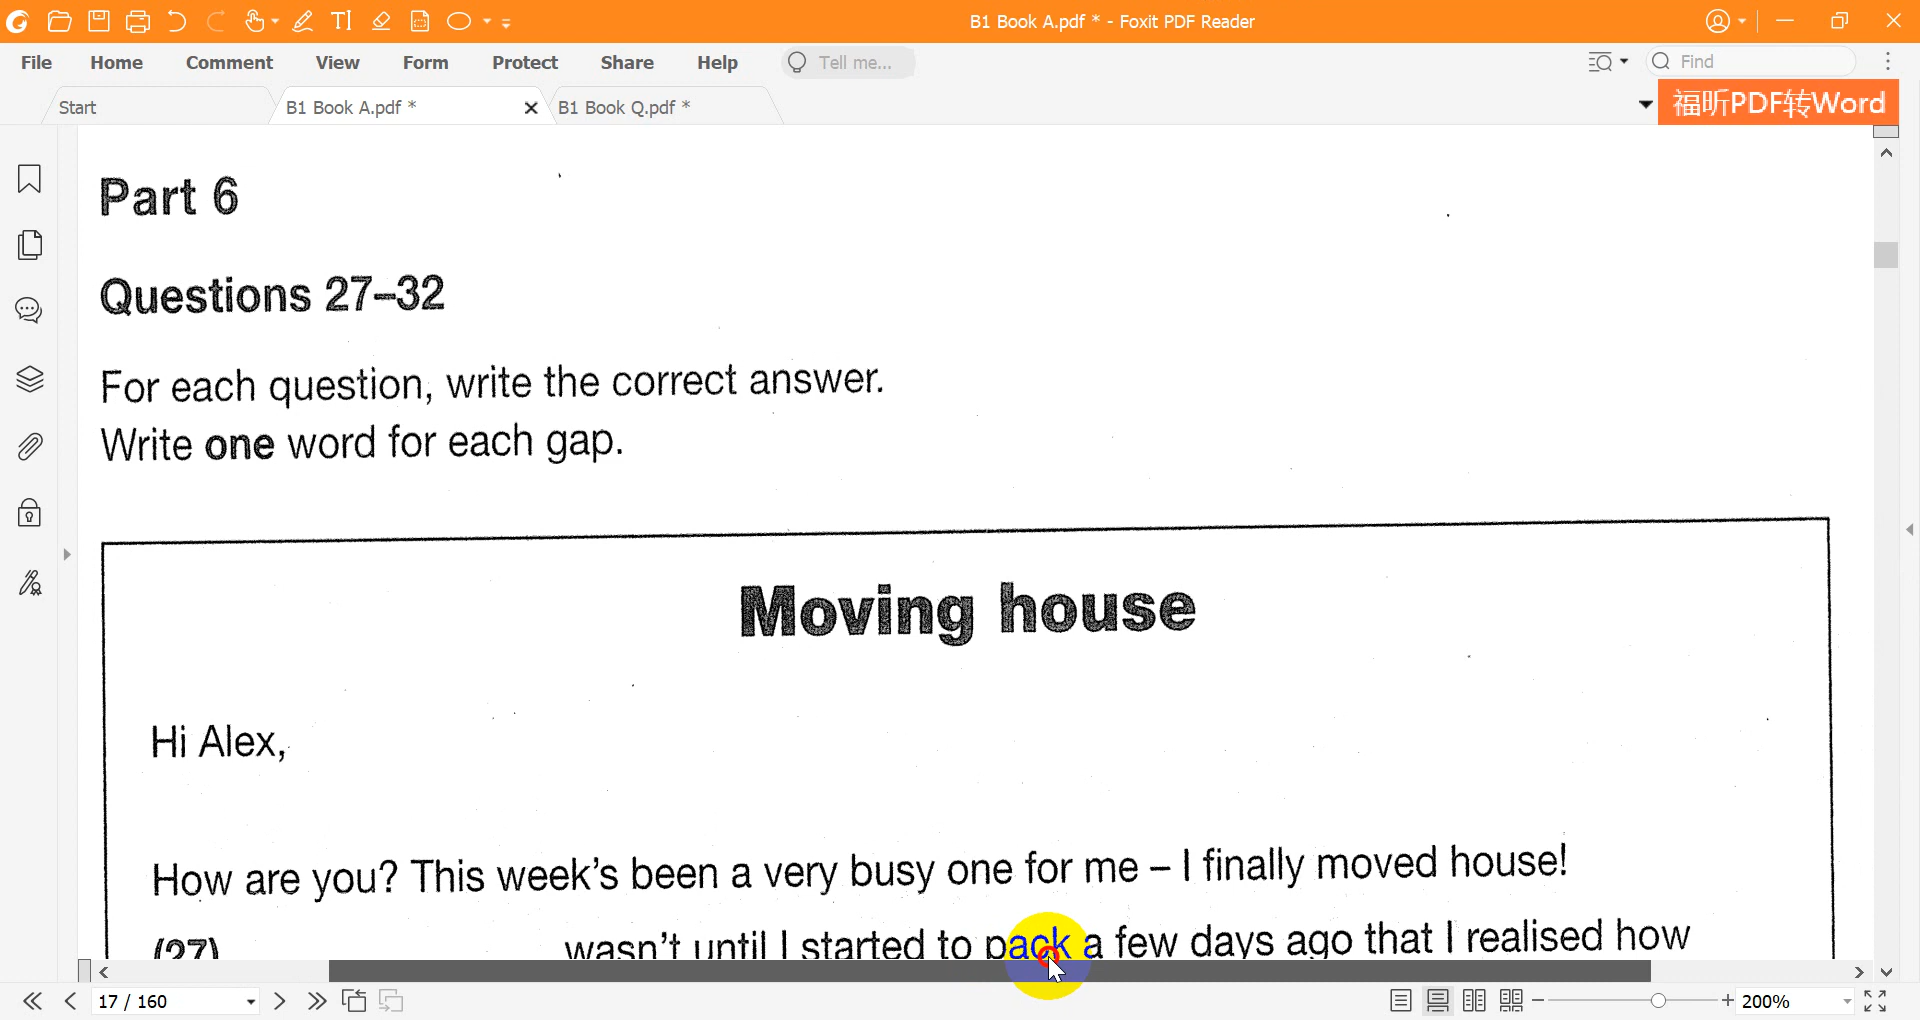 B1 Book A.pdf * - Foxit PDF Reader
File Home Comment View Form Protect Share Help Tell me... Find
Start B1 Book A.pdf * B1 Book Q.pdf * 福昕PDF转Word
Part 6
Questions 27–32
For each question, write the correct answer.
Write one word for each gap.
Moving house
Hi Alex,
How are you? This week's been a very busy one for me – I finally moved house!
(27) wasn't until I started to pack a few days ago that I realised how
17 / 160 200%